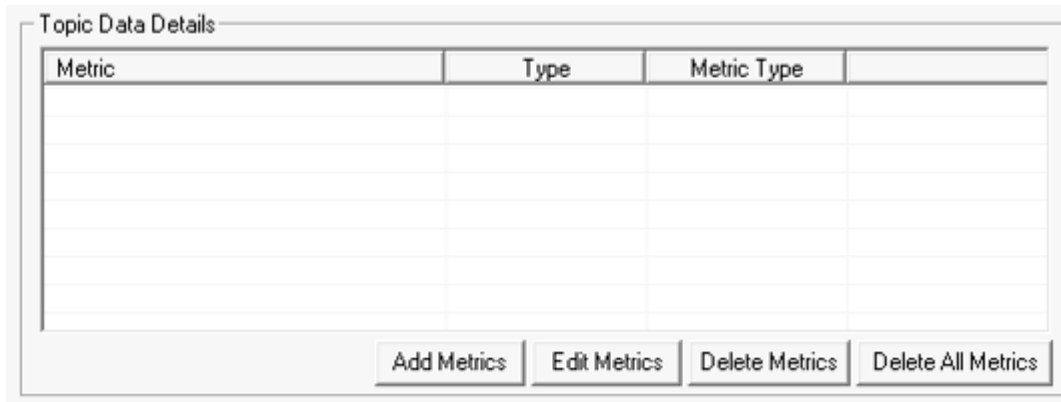 Topic Data Details
Metric Type Metric Type
Add Metrics Edit Metrics Delete Metrics Delete All Metrics